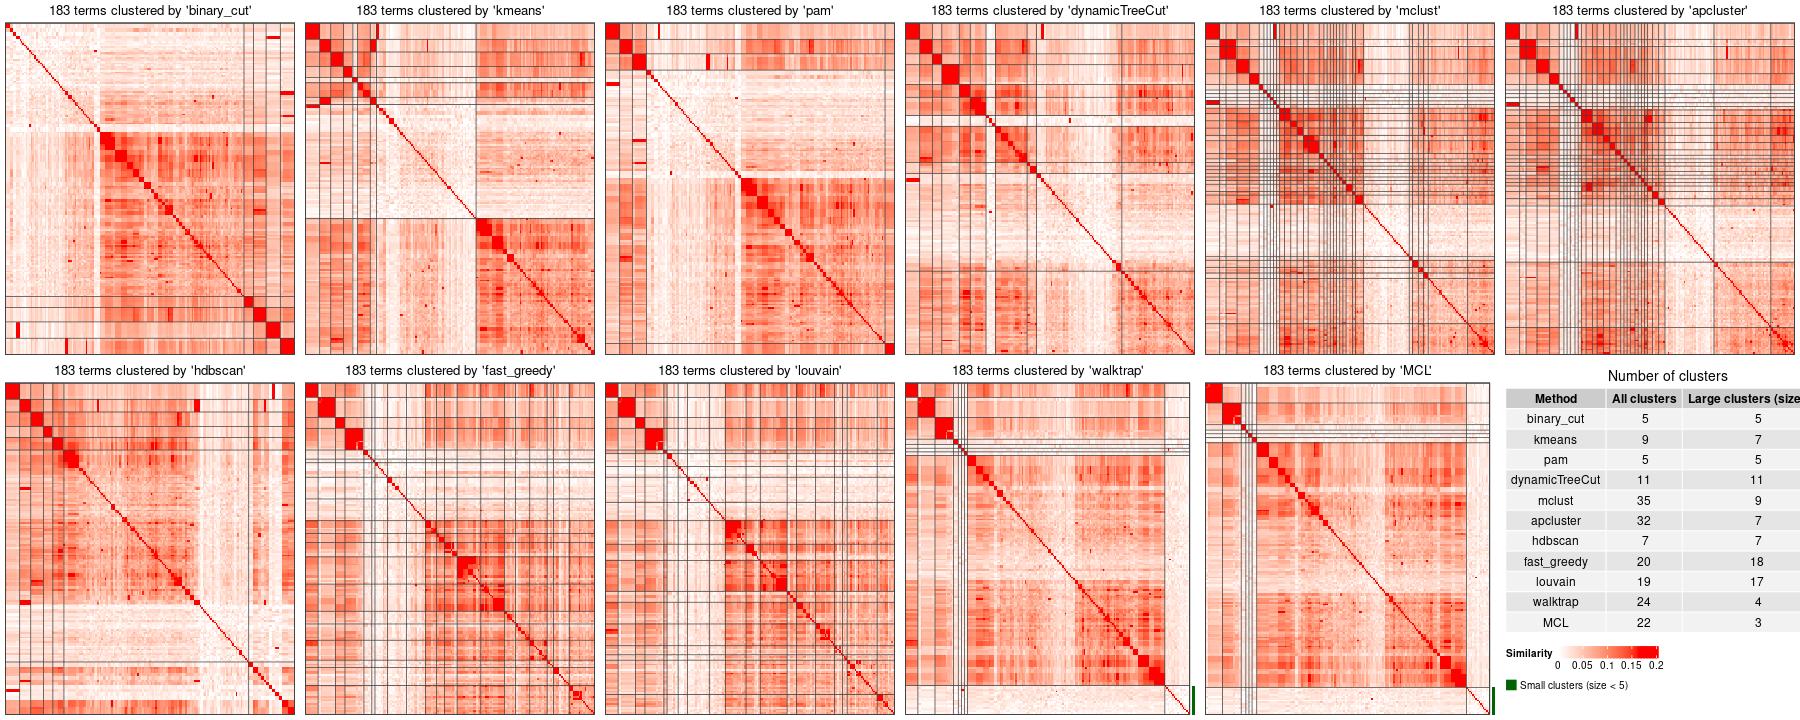 183 terms clustered by 'binary_cut'
183 terms clustered by 'kmeans'
183 terms clustered by 'pam'
183 terms clustered by 'dynamicTreeCut'
183 terms clustered by 'mclust'
183 terms clustered by 'apcluster'
183 terms clustered by 'hdbscan'
183 terms clustered by 'fast_greedy'
183 terms clustered by 'louvain'
183 terms clustered by 'walktrap'
183 terms clustered by 'MCL'
Number of clusters
Method All clusters Large clusters (size
binary_cut 5 5
kmeans 9 7
pam 5 5
dynamicTreeCut 11 11
mclust 35 9
apcluster 32 7
hdbscan 7 7
fast_greedy 20 18
louvain 19 17
walktrap 24 4
MCL 22 3
Similarity
0 0.05 0.1 0.15 0.2
Small clusters (size < 5)